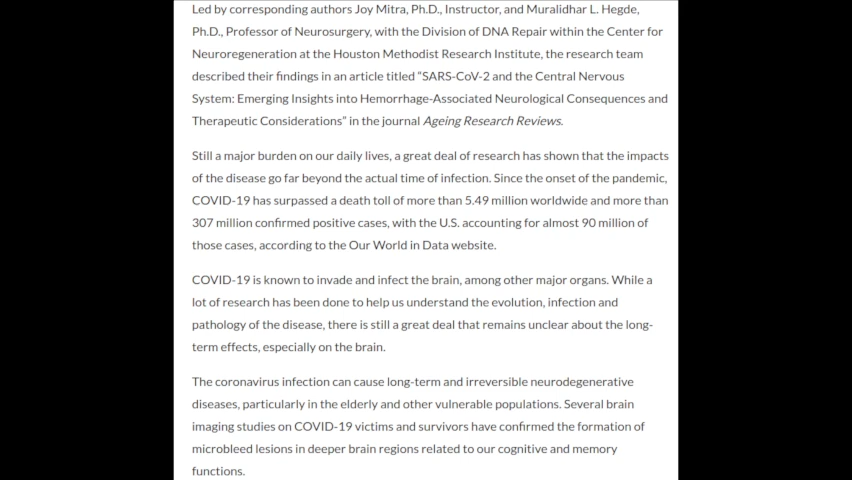 Led by corresponding authors Joy Mitra, Ph.D., Instructor, and Muralidhar L. Hegde,
Ph.D., Professor of Neurosurgery, with the Division of DNA Repair within the Center for
Neuroregeneration at the Houston Methodist Research Institute, the research team
described their findings in an article titled “SARS-CoV-2 and the Central Nervous
System: Emerging Insights into Hemorrhage-Associated Neurological Consequences and
Therapeutic Considerations” in the journal Ageing Research Reviews.
Still a major burden on our daily lives, a great deal of research has shown that the impacts
of the disease go far beyond the actual time of infection. Since the onset of the pandemic,
COVID-19 has surpassed a death toll of more than 5.49 million worldwide and more than
307 million confirmed positive cases, with the U.S. accounting for almost 90 million of
those cases, according to the Our World in Data website.
COVID-19 is known to invade and infect the brain, among other major organs. While a
lot of research has been done to help us understand the evolution, infection and
pathology of the disease, there is still a great deal that remains unclear about the long-
term effects, especially on the brain.
The coronavirus infection can cause long-term and irreversible neurodegenerative
diseases, particularly in the elderly and other vulnerable populations. Several brain
imaging studies on COVID-19 victims and survivors have confirmed the formation of
microbleed lesions in deeper brain regions related to our cognitive and memory
functions.